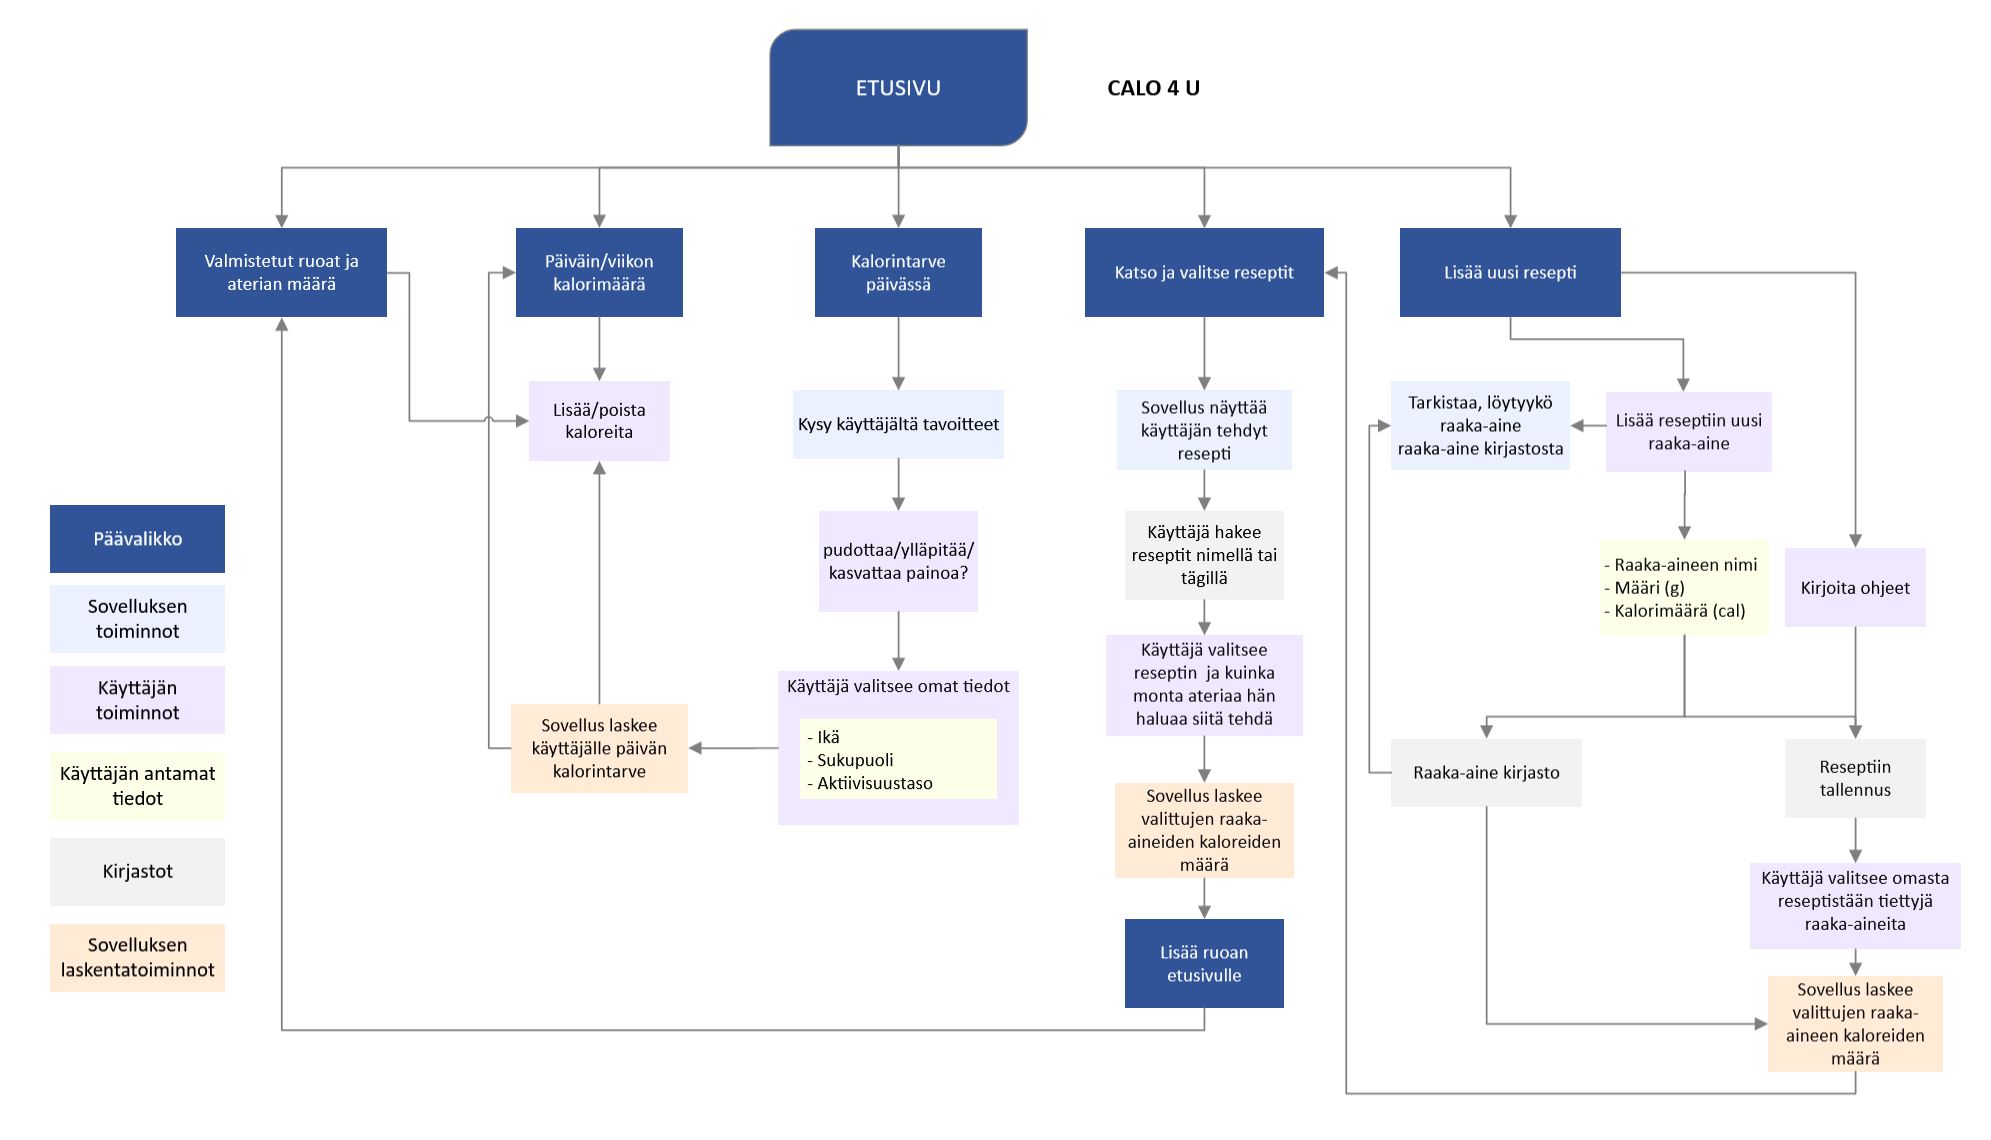 ETUSIVU
CALO 4 U
Valmistetut ruoat ja
aterian määrä
Päiväin/viikon
kalorimäärä
Kalorintarve
päivässä
Katso ja valitse reseptit
Lisää uusi resepti
Lisää/poista
kaloreita
Kysy käyttäjältä tavoitteet
Sovellus näyttää
käyttäjän tehdyt
resepti
Tarkistaa, löytyykö
raaka-aine
raaka-aine kirjastosta
Lisää reseptiin uusi
raaka-aine
pudottaa/ylläpitää/
kasvattaa painoa?
Käyttäjä hakee
reseptit nimellä tai
tägillä
- Raaka-aineen nimi
- Määri (g)
- Kalorimäärä (cal)
Kirjoita ohjeet
Käyttäjä valitsee omat tiedot
- Ikä
- Sukupuoli
- Aktiivisuustaso
Sovellus laskee
käyttäjälle päivän
kalorintarve
Käyttäjä valitsee
reseptin  ja kuinka
monta ateriaa hän
haluaa siitä tehdä
Raaka-aine kirjasto
Reseptiin
tallennus
Sovellus laskee
valittujen raaka-
aineiden kaloreiden
määrä
Käyttäjä valitsee omasta
reseptistään tiettyjä
raaka-aineita
Lisää ruoan
etusivulle
Sovellus laskee
valittujen raaka-
aineen kaloreiden
määrä
Päävalikko
Sovelluksen
toiminnot
Käyttäjän
toiminnot
Käyttäjän antamat
tiedot
Kirjastot
Sovelluksen
laskentatoiminnot